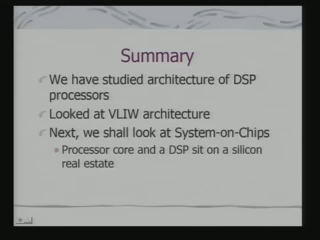 Summary
We have studied architecture of DSP
processors
Looked at VLIW architecture
Next, we shall look at System-on-Chips
Processor core and a DSP sit on a silicon
real estate